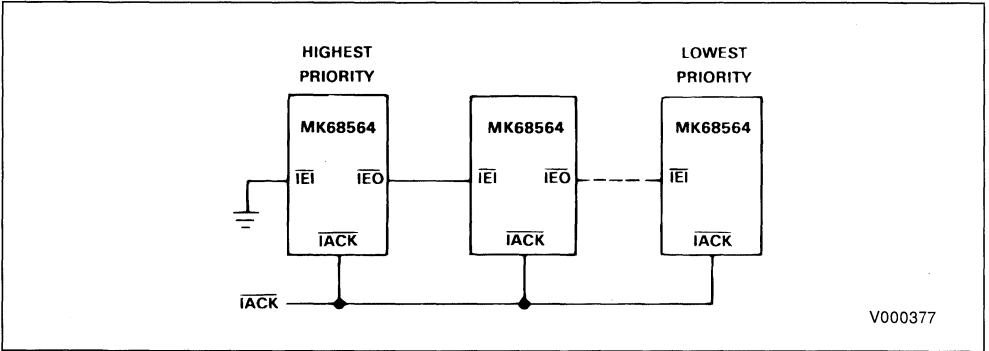 HIGHEST
PRIORITY
LOWEST
PRIORITY
MK68564
MK68564
MK68564
IEI
IEO
IEI
IEO
IEI
IACK
IACK
IACK
IACK
V000377